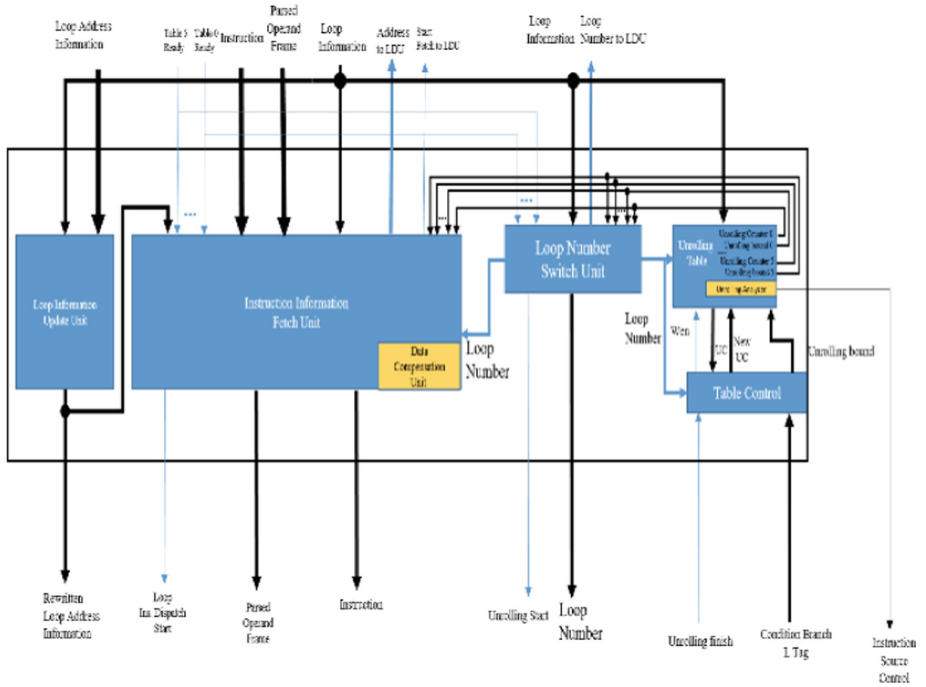 Loop Address
Information
Table 5
Ready
Table 0
Ready
Instruction
Parsed
Operand
Frame
Loop
Information
Address
to LDU
Start
Fetch to LDU
Loop
Information
Loop
Number to LDU
...
...
...
...
Loop Information
Update Unit
Instruction Information
Fetch Unit
Data
Compensation
Unit
Loop
Number
Loop Number
Switch Unit
Unrolling
Table
Unrolling Counter 0
Unrolling bound 0
...
Unrolling Counter 5
Unrolling bound 5
Unrolling Analyzer
Loop
Number
Wen
UC
New
UC
Unrolling bound
Table Control
Rewritten
Loop Address
Information
Loop
Ins. Dispatch
Start
Parsed
Operand
Frame
Instruction
Unrolling Start
Loop
Number
Unrolling finish
Condition Branch
L Tag
Instruction
Source
Control